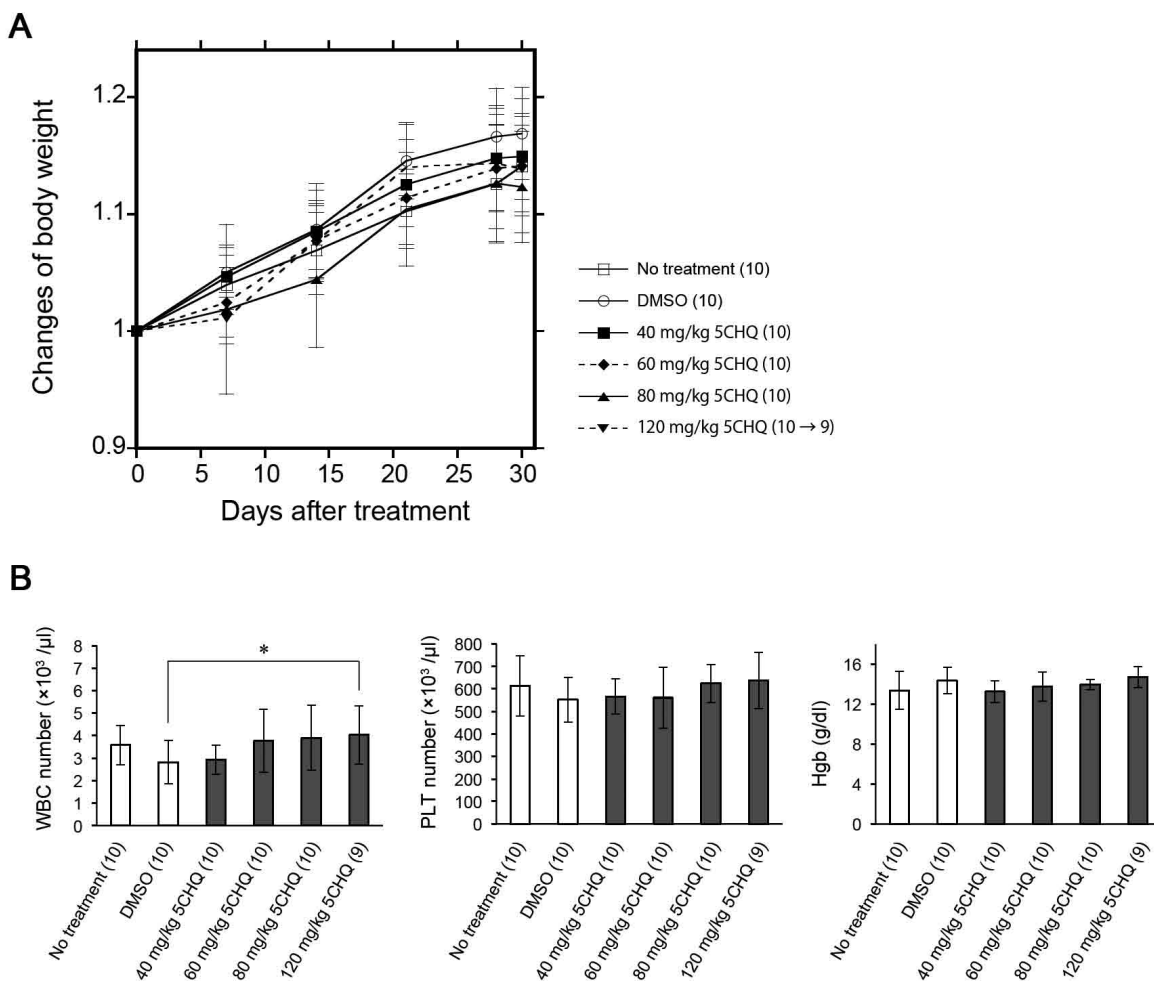 A
Changes of body weight
1.2
1.1
1
0.9
0 5 10 15 20 25 30
Days after treatment
No treatment (10)
DMSO (10)
40 mg/kg 5CHQ (10)
60 mg/kg 5CHQ (10)
80 mg/kg 5CHQ (10)
120 mg/kg 5CHQ (10 → 9)
B
WBC number (×10³ /µl)
8
7
6
5
4
3
2
1
0
*
No treatment (10)
DMSO (10)
40 mg/kg 5CHQ (10)
60 mg/kg 5CHQ (10)
80 mg/kg 5CHQ (10)
120 mg/kg 5CHQ (9)
PLT number (×10³ /µl)
800
700
600
500
400
300
200
100
0
No treatment (10)
DMSO (10)
40 mg/kg 5CHQ (10)
60 mg/kg 5CHQ (10)
80 mg/kg 5CHQ (10)
120 mg/kg 5CHQ (9)
Hgb (g/dl)
16
12
8
4
0
No treatment (10)
DMSO (10)
40 mg/kg 5CHQ (10)
60 mg/kg 5CHQ (10)
80 mg/kg 5CHQ (10)
120 mg/kg 5CHQ (9)